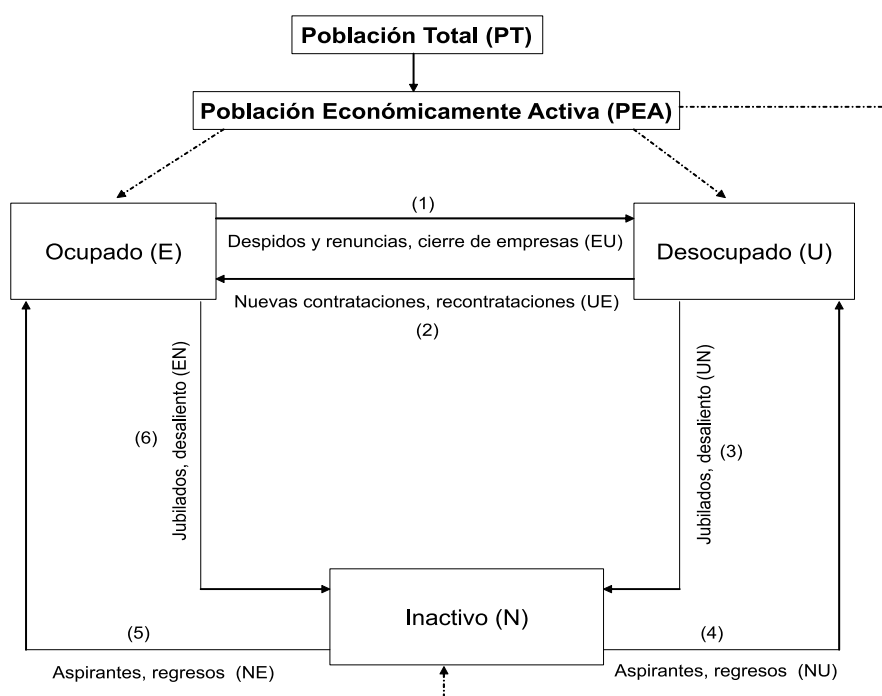 Población Total (PT)
Población Económicamente Activa (PEA)
(1)
Ocupado (E)
Despidos y renuncias, cierre de empresas (EU)
Desocupado (U)
Nuevas contrataciones, recontrataciones (UE)
(2)
Jubilados, desaliento (EN)
(6)
Jubilados, desaliento (UN)
(3)
Inactivo (N)
(5)
Aspirantes, regresos (NE)
(4)
Aspirantes, regresos (NU)